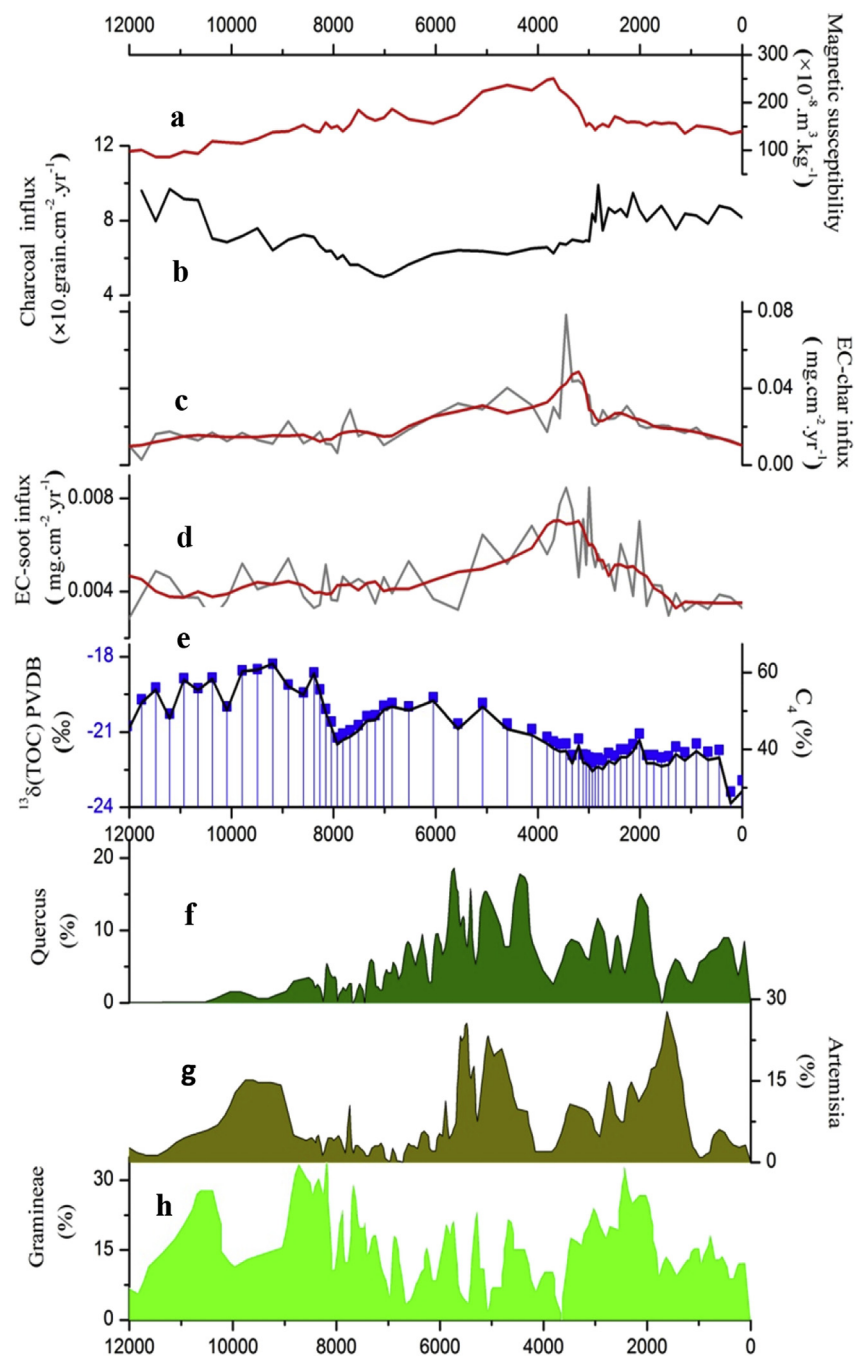 12000 10000 8000 6000 4000 2000 0
300
200
100
Magnetic susceptibility
(×10⁻⁸.m³.kg⁻¹)
a
12
8
4
Charcoal influx
(×10.grain.cm⁻².yr⁻¹)
b
0.08
0.04
0.00
EC-char infux
(mg.cm⁻².yr⁻¹)
c
0.008
0.004
EC-soot infux
(mg.cm⁻².yr⁻¹)
d
e
-18
-21
-24
¹³δ(TOC) PVDB
(‰)
60
40
C₄ (%)
12000 10000 8000 6000 4000 2000 0
20
10
0
Quercus
(%)
f
30
15
0
Artemisia
(%)
g
30
15
0
Gramineae
(%)
h
12000 10000 8000 6000 4000 2000 0